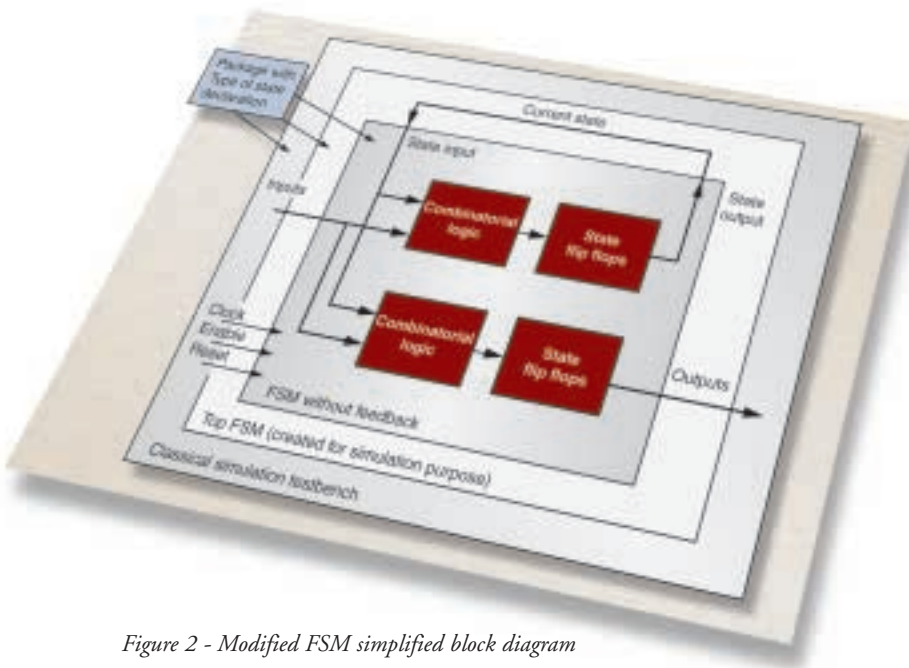 Package with
Type of state
declaration
Current state
State input
State
output
Inputs
Combinatorial
logic
State
flip flops
Clock
Enable
Reset
Combinatorial
logic
State
flip flops
Outputs
FSM without feedback
Top FSM (created for simulation purpose)
Classical simulation testbench
Figure 2 - Modified FSM simplified block diagram